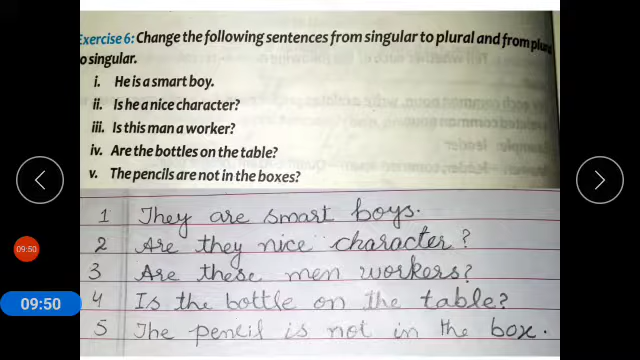 Exercise 6: Change the following sentences from singular to plural and from plural
to singular.
i. He is a smart boy.
ii. Is he a nice character?
iii. Is this man a worker?
iv. Are the bottles on the table?
v. The pencils are not in the boxes?
1 They are smart boys.
2 Are they nice character?
3 Are these men workers?
4 Is the bottle on the table?
5 The pencil is not in the box.
09:50
09:50